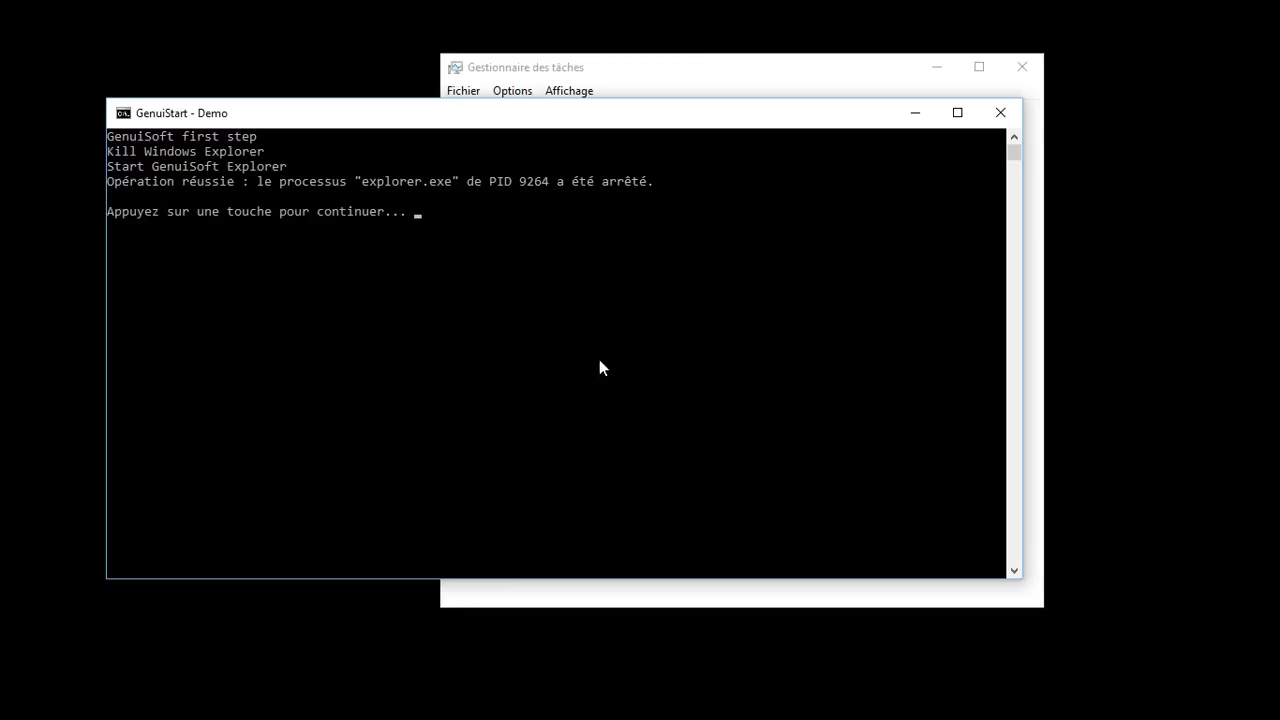 Gestionnaire des tâches
Fichier Options Affichage
GenuiStart - Demo
GenuiSoft first step
Kill Windows Explorer
Start GenuiSoft Explorer
Opération réussie : le processus "explorer.exe" de PID 9264 a été arrêté.
Appuyez sur une touche pour continuer... _